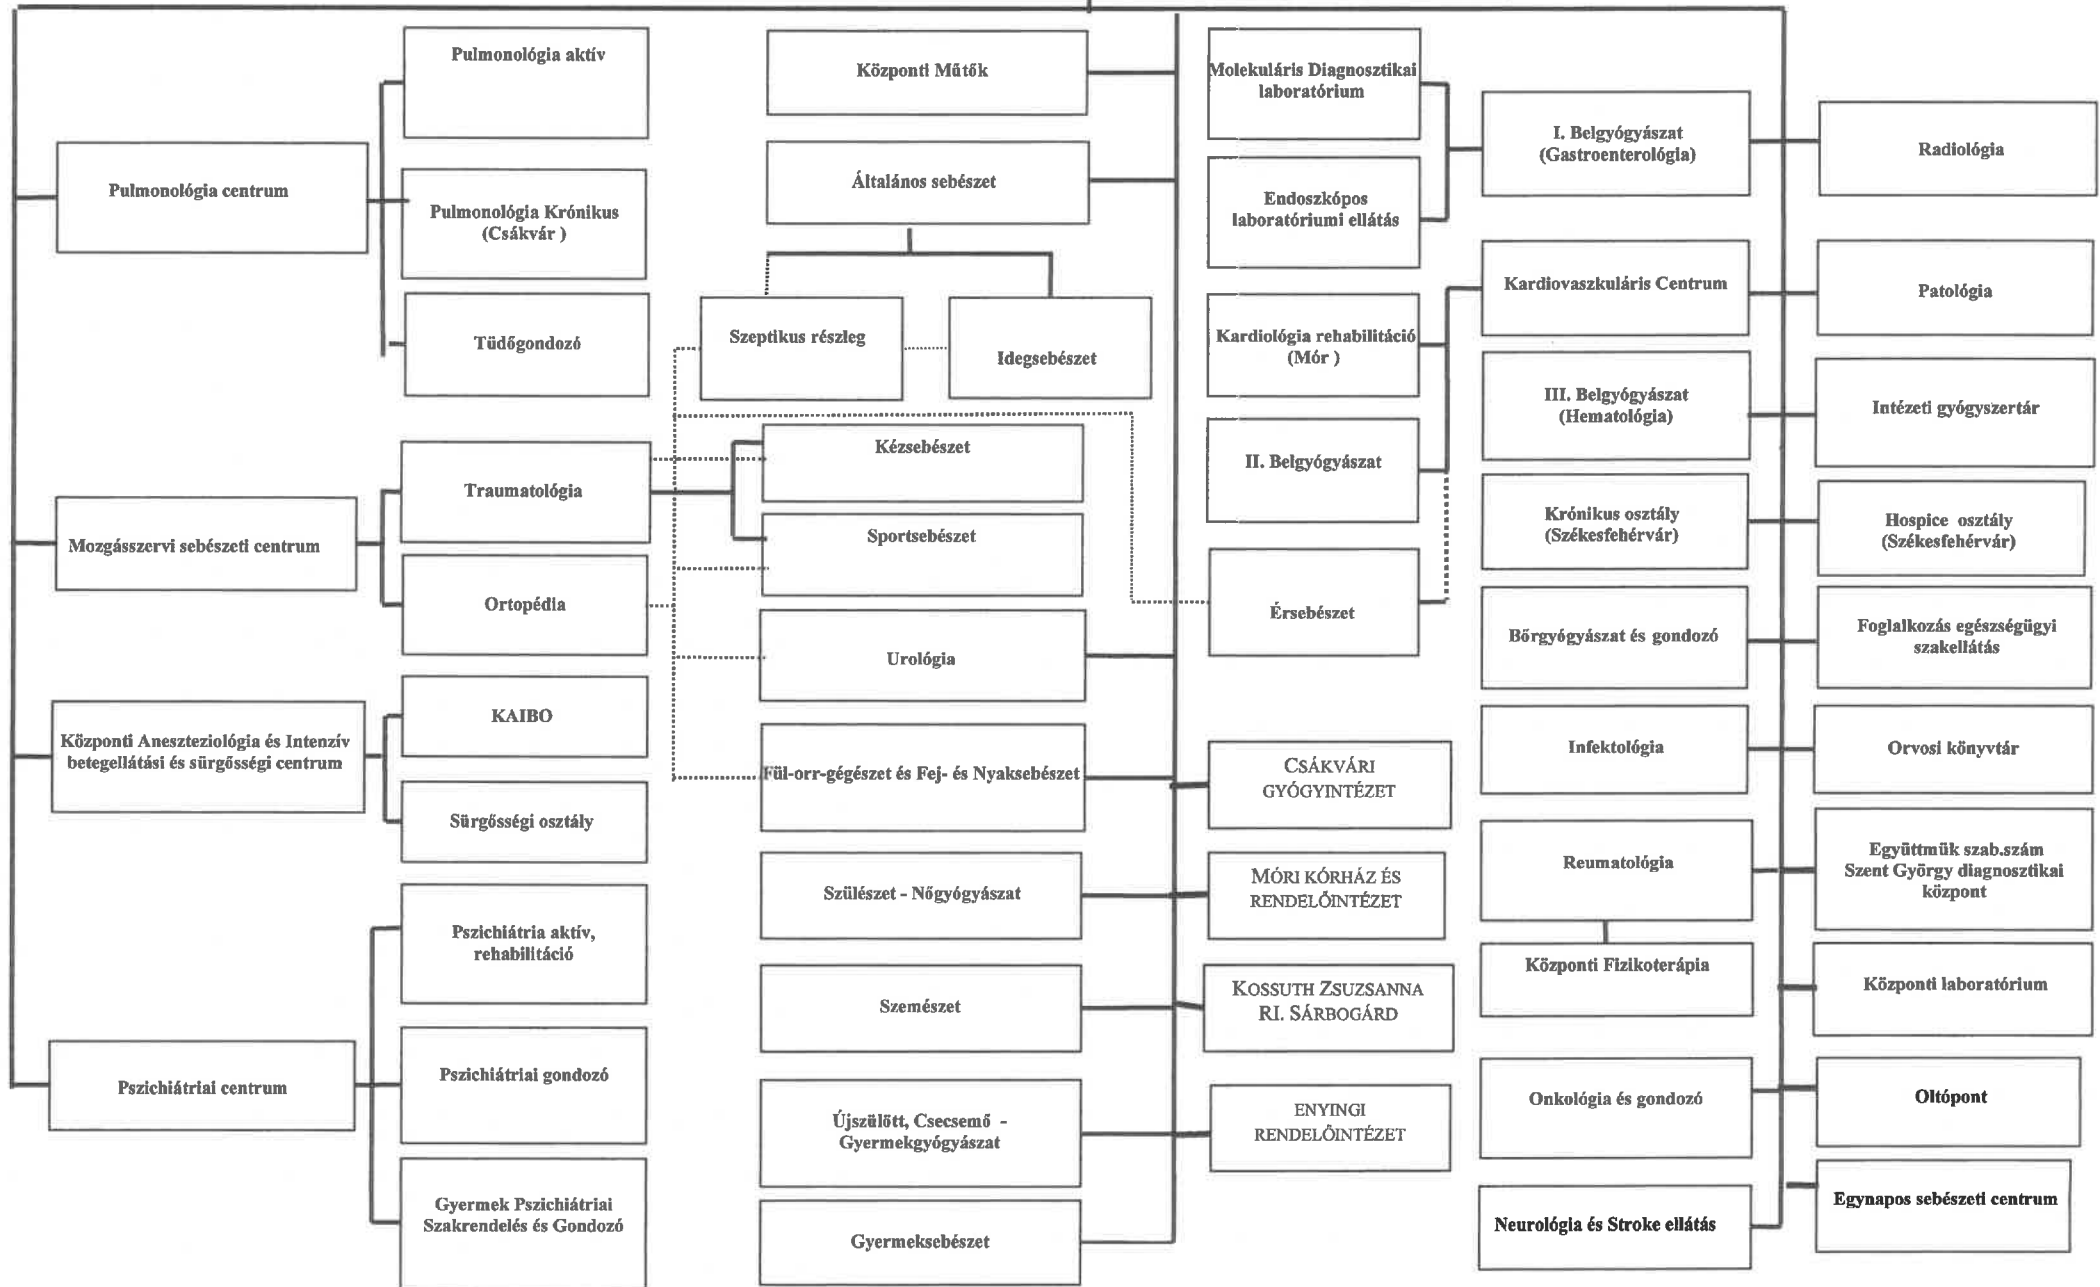 Pulmonológia aktív
Pulmonológia centrum
Pulmonológia Krónikus
(Csákvár )
Tüdőgondozó
Mozgásszervi sebészeti centrum
Traumatológia
Ortopédia
Központi Aneszteziológia és Intenzív
betegellátási és sürgősségi centrum
KAIBO
Sürgősségi osztály
Pszichiátriai centrum
Pszichiátria aktív,
rehabilitáció
Pszichiátriai gondozó
Gyermek Pszichiátriai
Szakrendelés és Gondozó
Központi Műtők
Általános sebészet
Szeptikus részleg
Idegsebészet
Kézsebészet
Sportsebészet
Urológia
Fül-orr-gégészet és Fej- és Nyaksebészet
Szülészet - Nőgyógyászat
Szemészet
Újszülött, Csecsemő -
Gyermekgyógyászat
Gyermeksebészet
Molekuláris Diagnosztikai
laboratórium
Endoszkópos
laboratóriumi ellátás
Kardiológia rehabilitáció
(Mór )
II. Belgyógyászat
Érsebészet
CSÁKVÁRI
GYÓGYINTÉZET
MÓRI KÓRHÁZ ÉS
RENDELŐINTÉZET
KOSSUTH ZSUZSANNA
RI. SÁRBOGÁRD
ENYINGI
RENDELŐINTÉZET
I. Belgyógyászat
(Gastroenterológia)
Kardiovaszkuláris Centrum
III. Belgyógyászat
(Hematológia)
Krónikus osztály
(Székesfehérvár)
Bőrgyógyászat és gondozó
Infektológia
Reumatológia
Központi Fizikoterápia
Onkológia és gondozó
Neurológia és Stroke ellátás
Radiológia
Patológia
Intézeti gyógyszertár
Hospice osztály
(Székesfehérvár)
Foglalkozás egészségügyi
szakellátás
Orvosi könyvtár
Együttmük szab.szám
Szent György diagnosztikai
központ
Központi laboratórium
Oltópont
Egynapos sebészeti centrum